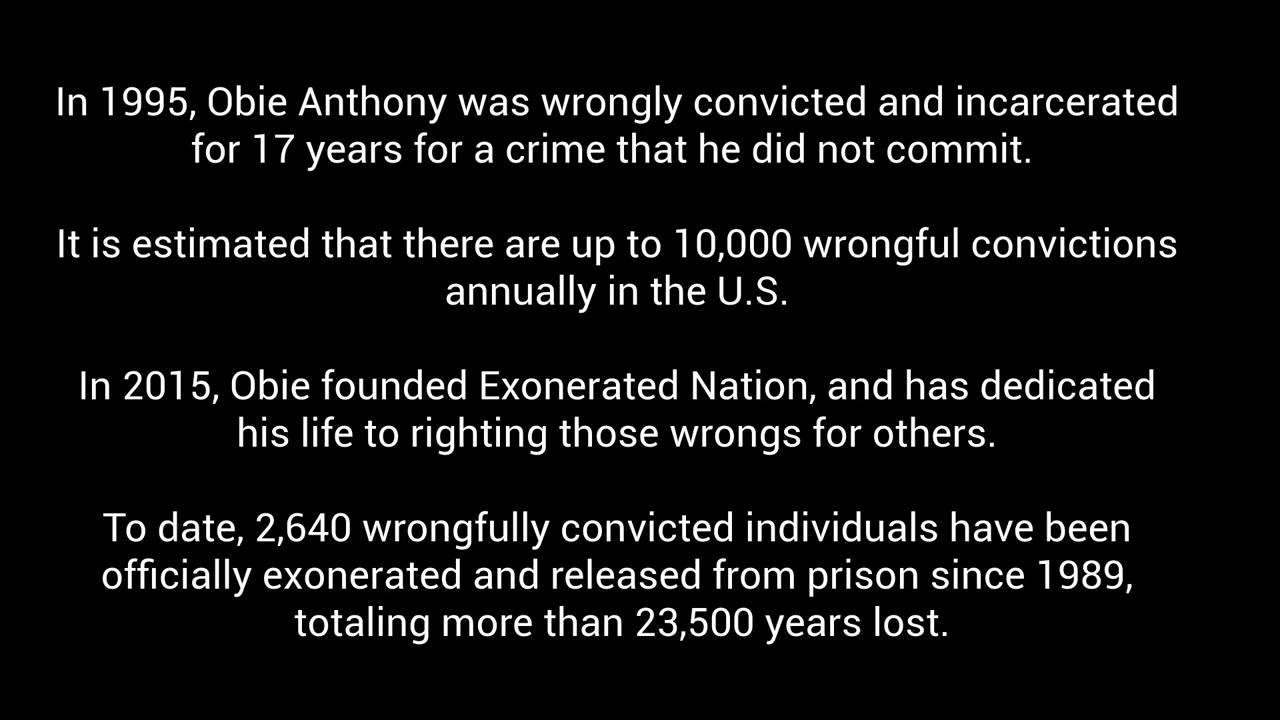 In 1995, Obie Anthony was wrongly convicted and incarcerated
for 17 years for a crime that he did not commit.
It is estimated that there are up to 10,000 wrongful convictions
annually in the U.S.
In 2015, Obie founded Exonerated Nation, and has dedicated
his life to righting those wrongs for others.
To date, 2,640 wrongfully convicted individuals have been
officially exonerated and released from prison since 1989,
totaling more than 23,500 years lost.